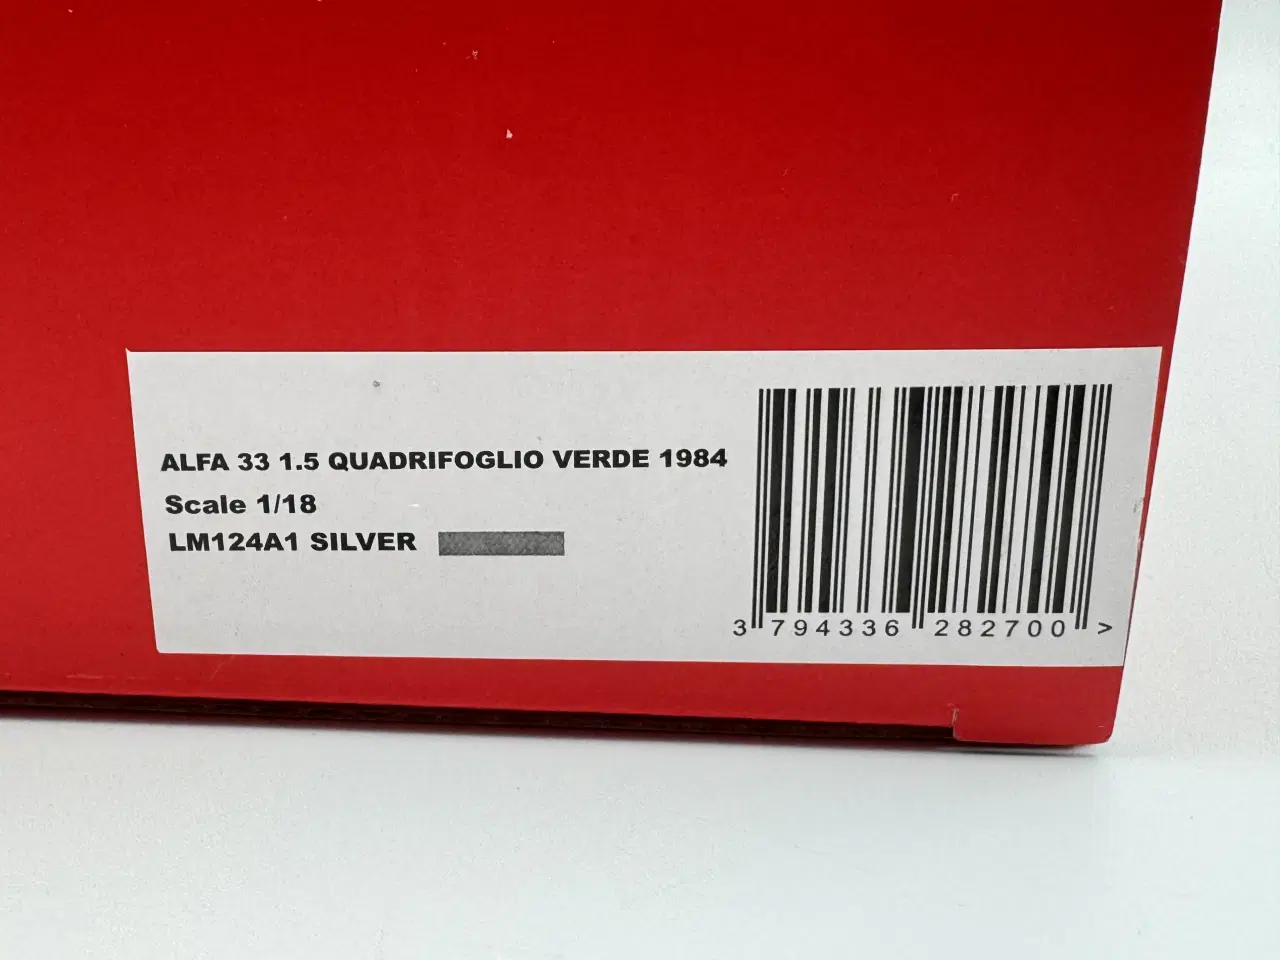 ALFA 33 1.5 QUADRIFOGLIO VERDE 1984
Scale 1/18
LM124A1 SILVER
3 794336 282700 >